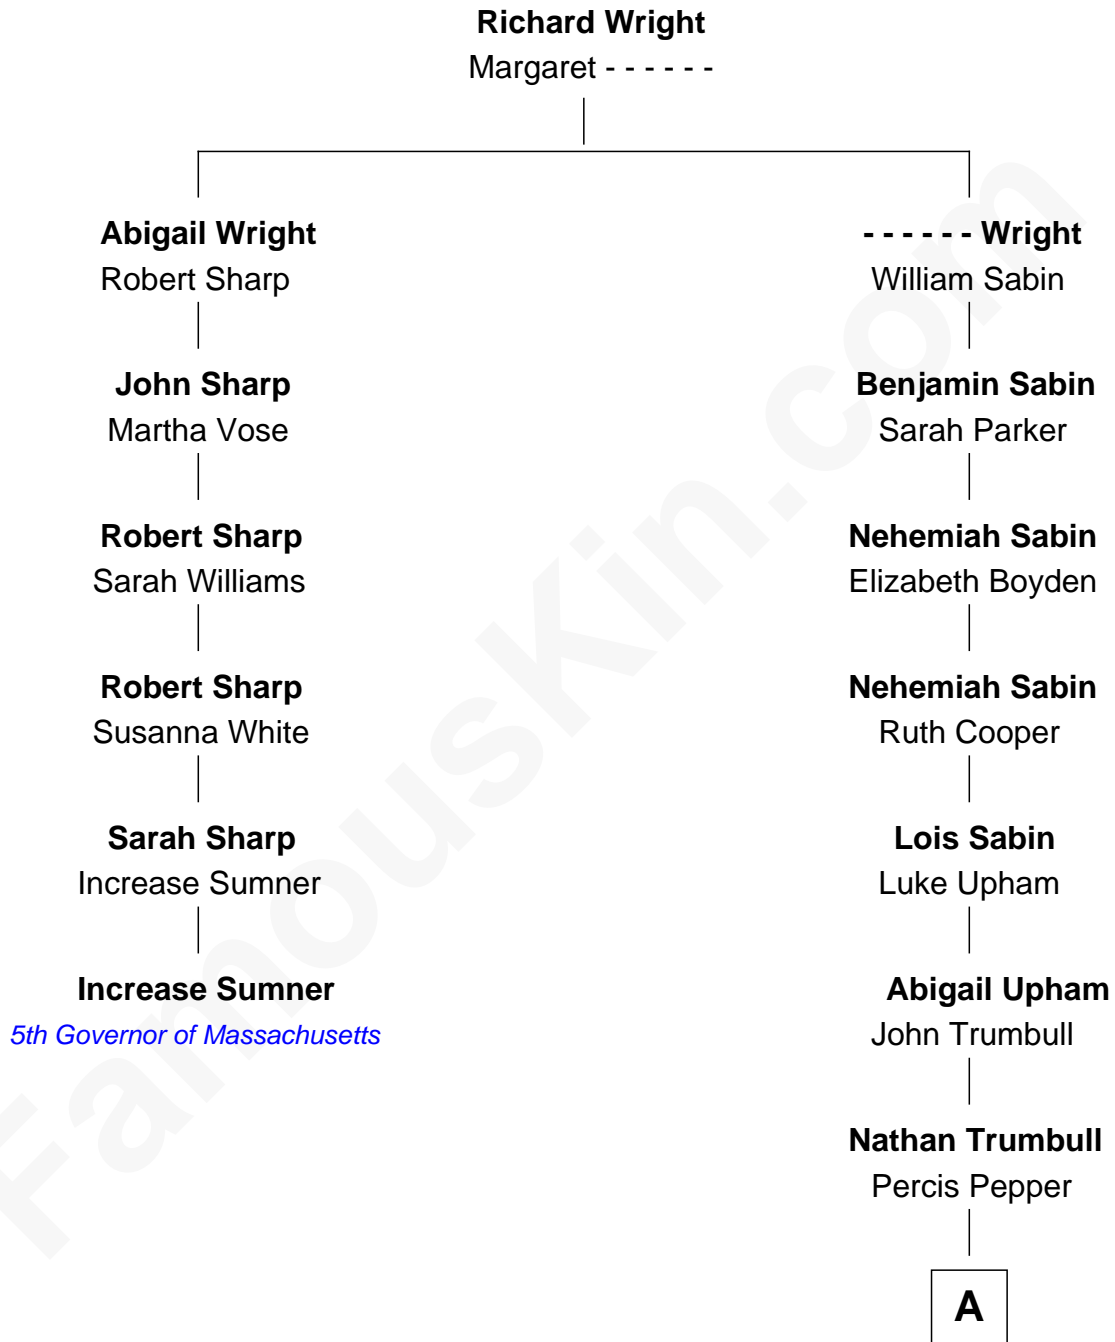 Richard Wright
Margaret - - - - - -
Abigail Wright
Robert Sharp
- - - - - - Wright
William Sabin
John Sharp
Martha Vose
Benjamin Sabin
Sarah Parker
Robert Sharp
Sarah Williams
Nehemiah Sabin
Elizabeth Boyden
Robert Sharp
Susanna White
Nehemiah Sabin
Ruth Cooper
Sarah Sharp
Increase Sumner
Lois Sabin
Luke Upham
Increase Sumner
5th Governor of Massachusetts
Abigail Upham
John Trumbull
Nathan Trumbull
Percis Pepper
A
FamousKin.com